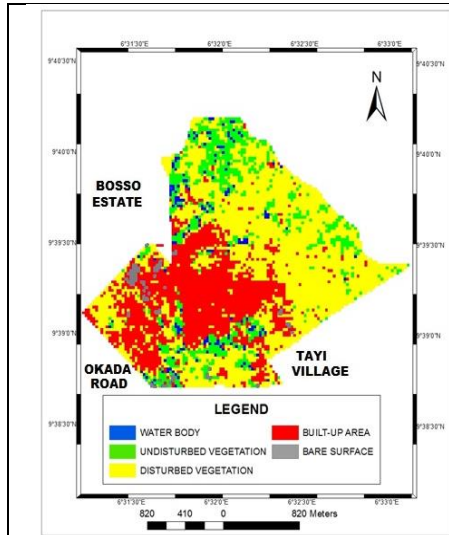 6°31'30"E 6°32'0"E 6°32'30"E 6°33'0"E
9°40'30"N 9°40'30"N
N
9°40'0"N 9°40'0"N
BOSSO
ESTATE
9°39'30"N 9°39'30"N
9°39'0"N 9°39'0"N
OKADA
ROAD
TAYI
VILLAGE
LEGEND
WATER BODY BUILT-UP AREA
UNDISTURBED VEGETATION BARE SURFACE
DISTURBED VEGETATION
9°38'30"N 9°38'30"N
6°31'30"E 6°32'0"E 6°32'30"E 6°33'0"E
820 410 0 820 Meters